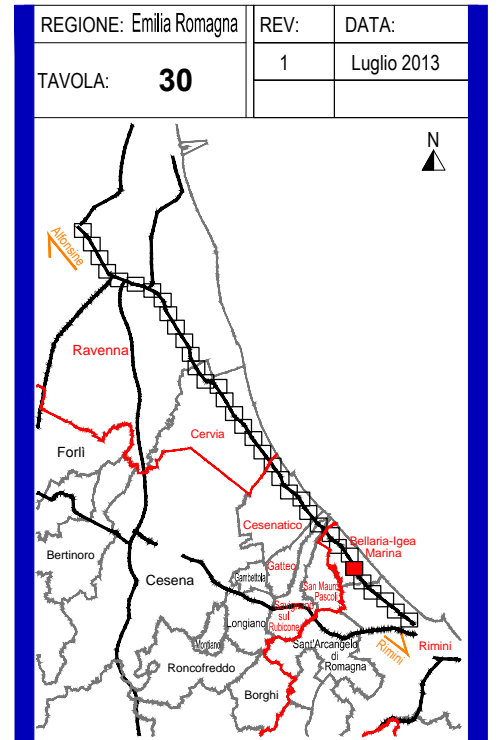 REGIONE: Emilia Romagna
REV:
DATA:
TAVOLA: 30
1
Luglio 2013
N
Alfonsine
Ravenna
Cervia
Forlì
Cesenatico
Bellaria-Igea
Marina
Bertinoro
Gatteo
Cesena
Gambettola
San Mauro
Pascoli
Savignano
sul
Rubicone
Longiano
Montiano
Sant'Arcangelo
di
Romagna
Rimini
Rimini
Roncofreddo
Borghi